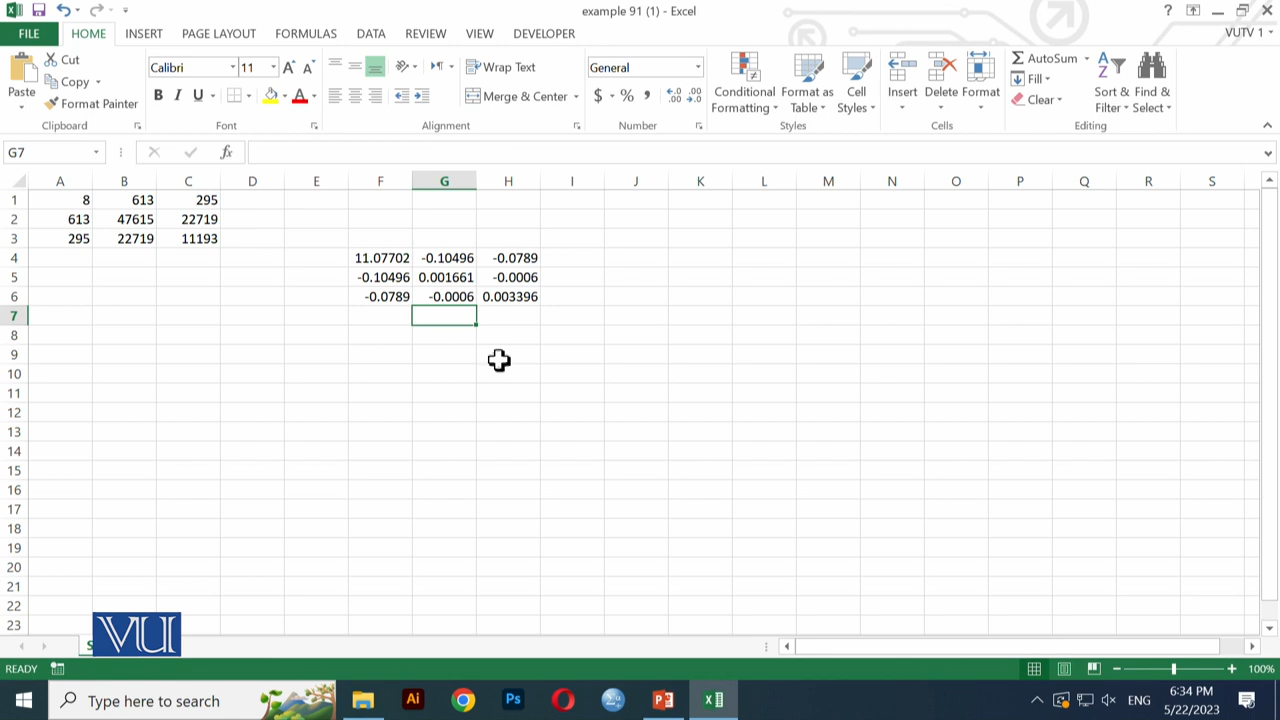 example 91 (1) - Excel
FILE HOME INSERT PAGE LAYOUT FORMULAS DATA REVIEW VIEW DEVELOPER VUTV 1
Paste
Cut
Copy
Format Painter
Clipboard
Calibri 11
B I U
Font
Wrap Text
Merge & Center
Alignment
General
$ %
Number
Conditional Formatting
Format as Table
Cell Styles
Styles
Insert
Delete
Format
Cells
AutoSum
Fill
Clear
Sort & Filter
Find & Select
Editing
G7 fx
A B C D E F G H I J K L M N O P Q R S
1 8 613 295
2 613 47615 22719
3 295 22719 11193
4 11.07702 -0.10496 -0.0789
5 -0.10496 0.001661 -0.0006
6 -0.0789 -0.0006 0.003396
7
8
9
10
11
12
13
14
15
16
17
18
19
20
21
22
23
VU
READY 100%
Type here to search
Ai
Ps
ENG
6:34 PM
5/22/2023